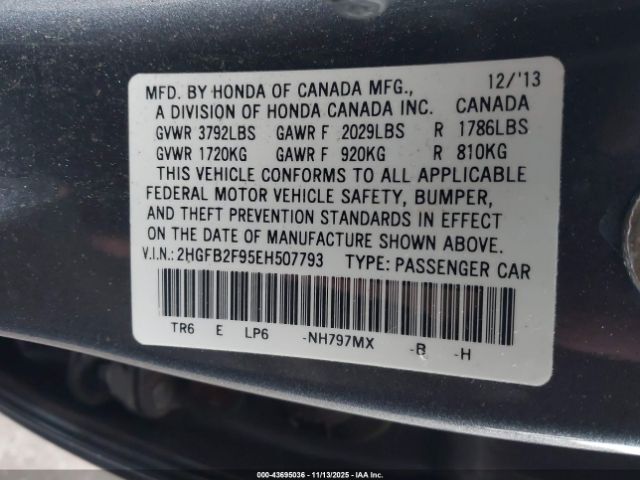 MFD. BY HONDA OF CANADA MFG., 12/'13
A DIVISION OF HONDA CANADA INC. CANADA
GVWR 3792LBS GAWR F 2029LBS R 1786LBS
GVWR 1720KG GAWR F 920KG R 810KG
THIS VEHICLE CONFORMS TO ALL APPLICABLE
FEDERAL MOTOR VEHICLE SAFETY, BUMPER,
AND THEFT PREVENTION STANDARDS IN EFFECT
ON THE DATE OF MANUFACTURE SHOWN ABOVE.
V.I.N.: 2HGFB2F95EH507793 TYPE: PASSENGER CAR
TR6 E LP6 -NH797MX -B -H
000-43695036 - 11/13/2025 - IAA Inc.